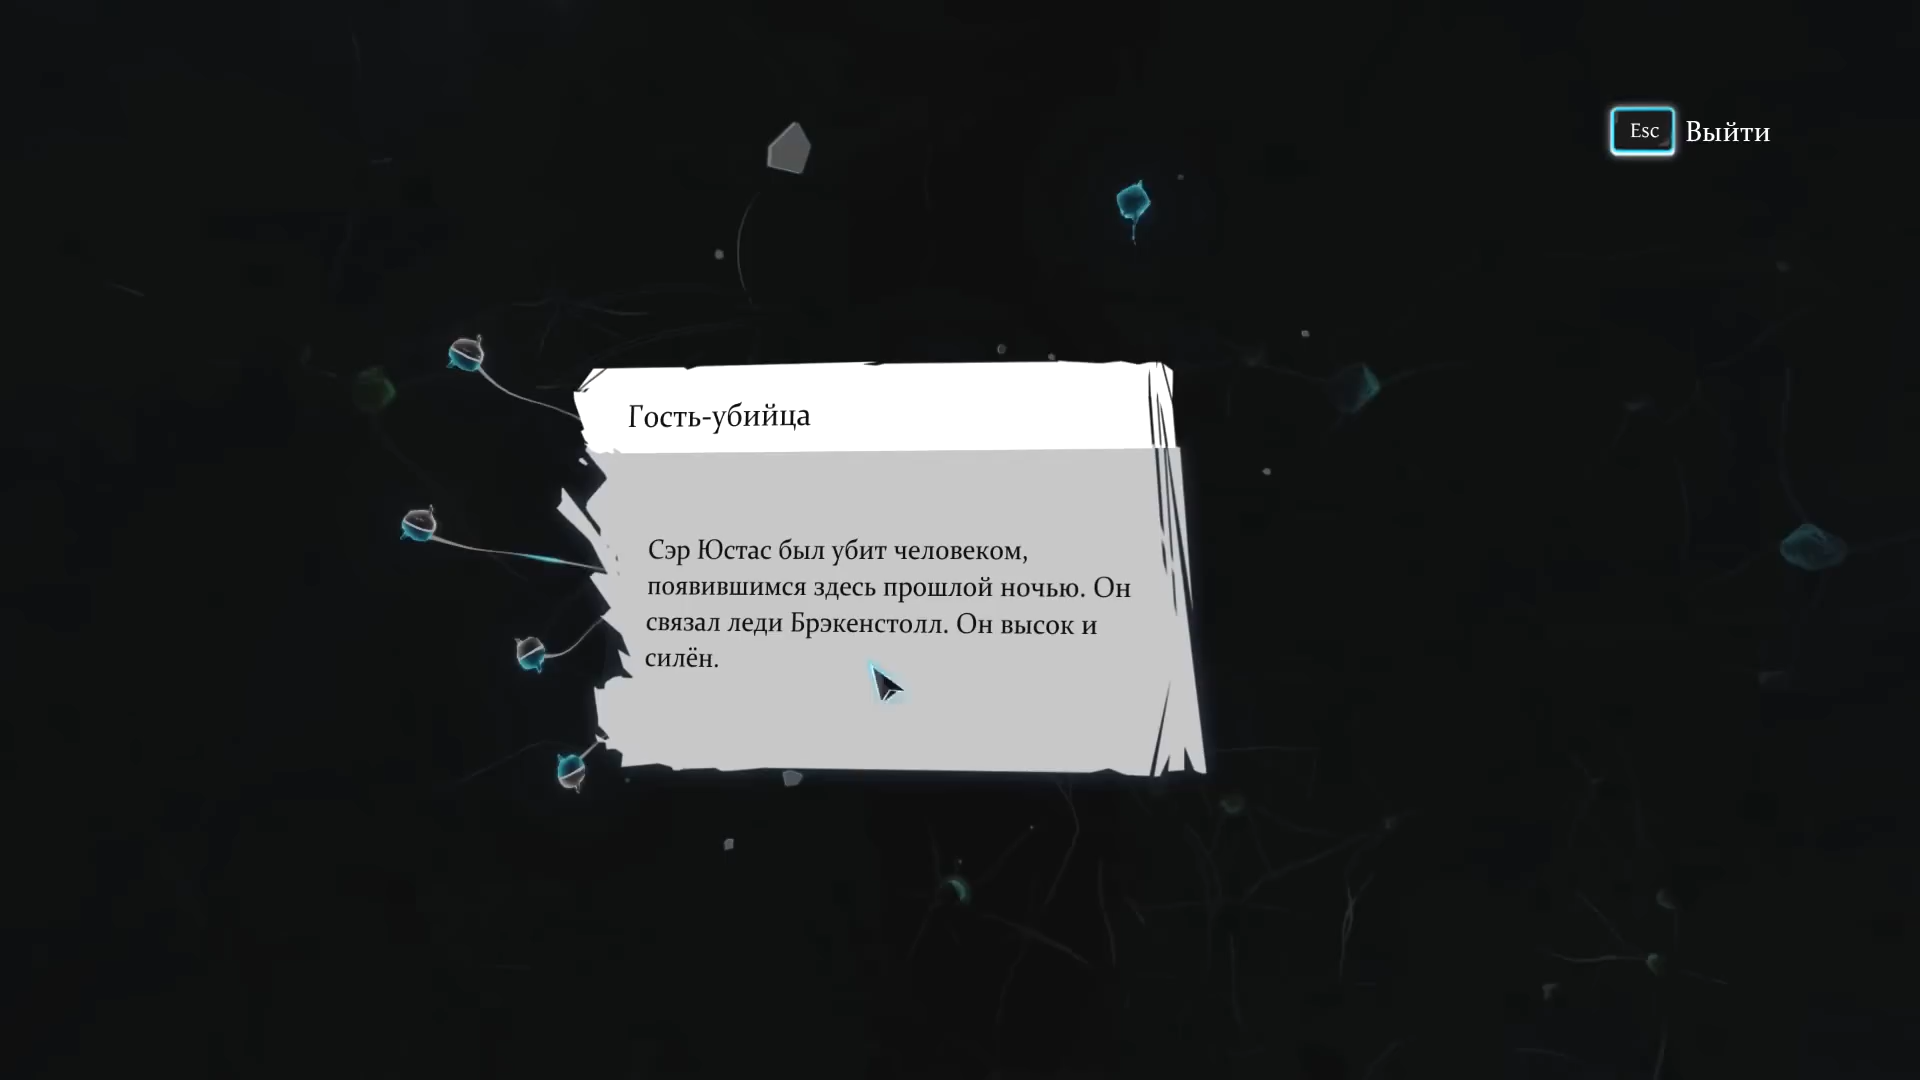 Esc Выйти
Гость-убийца
Сэр Юстас был убит человеком,
появившимся здесь прошлой ночью. Он
связал леди Брэкенстолл. Он высок и
силён.